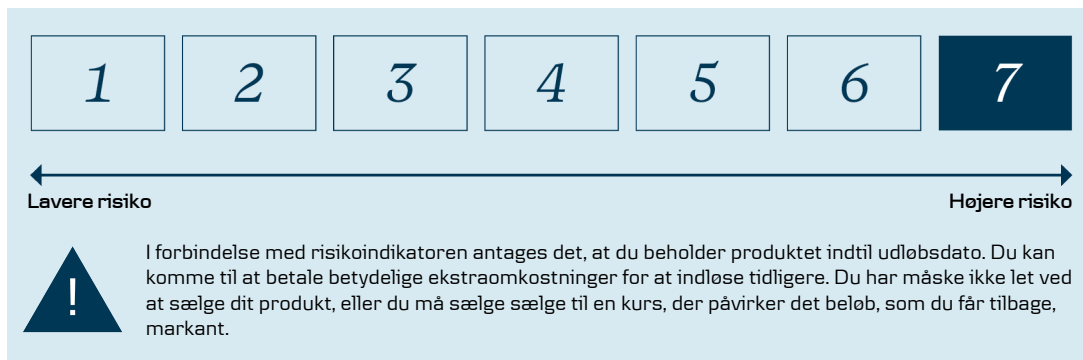 1 2 3 4 5 6 7
Lavere risiko Højere risiko
! I forbindelse med risikoindikatoren antages det, at du beholder produktet indtil udløbsdato. Du kan
komme til at betale betydelige ekstraomkostninger for at indløse tidligere. Du har måske ikke let ved
at sælge dit produkt, eller du må sælge sælge til en kurs, der påvirker det beløb, som du får tilbage,
markant.